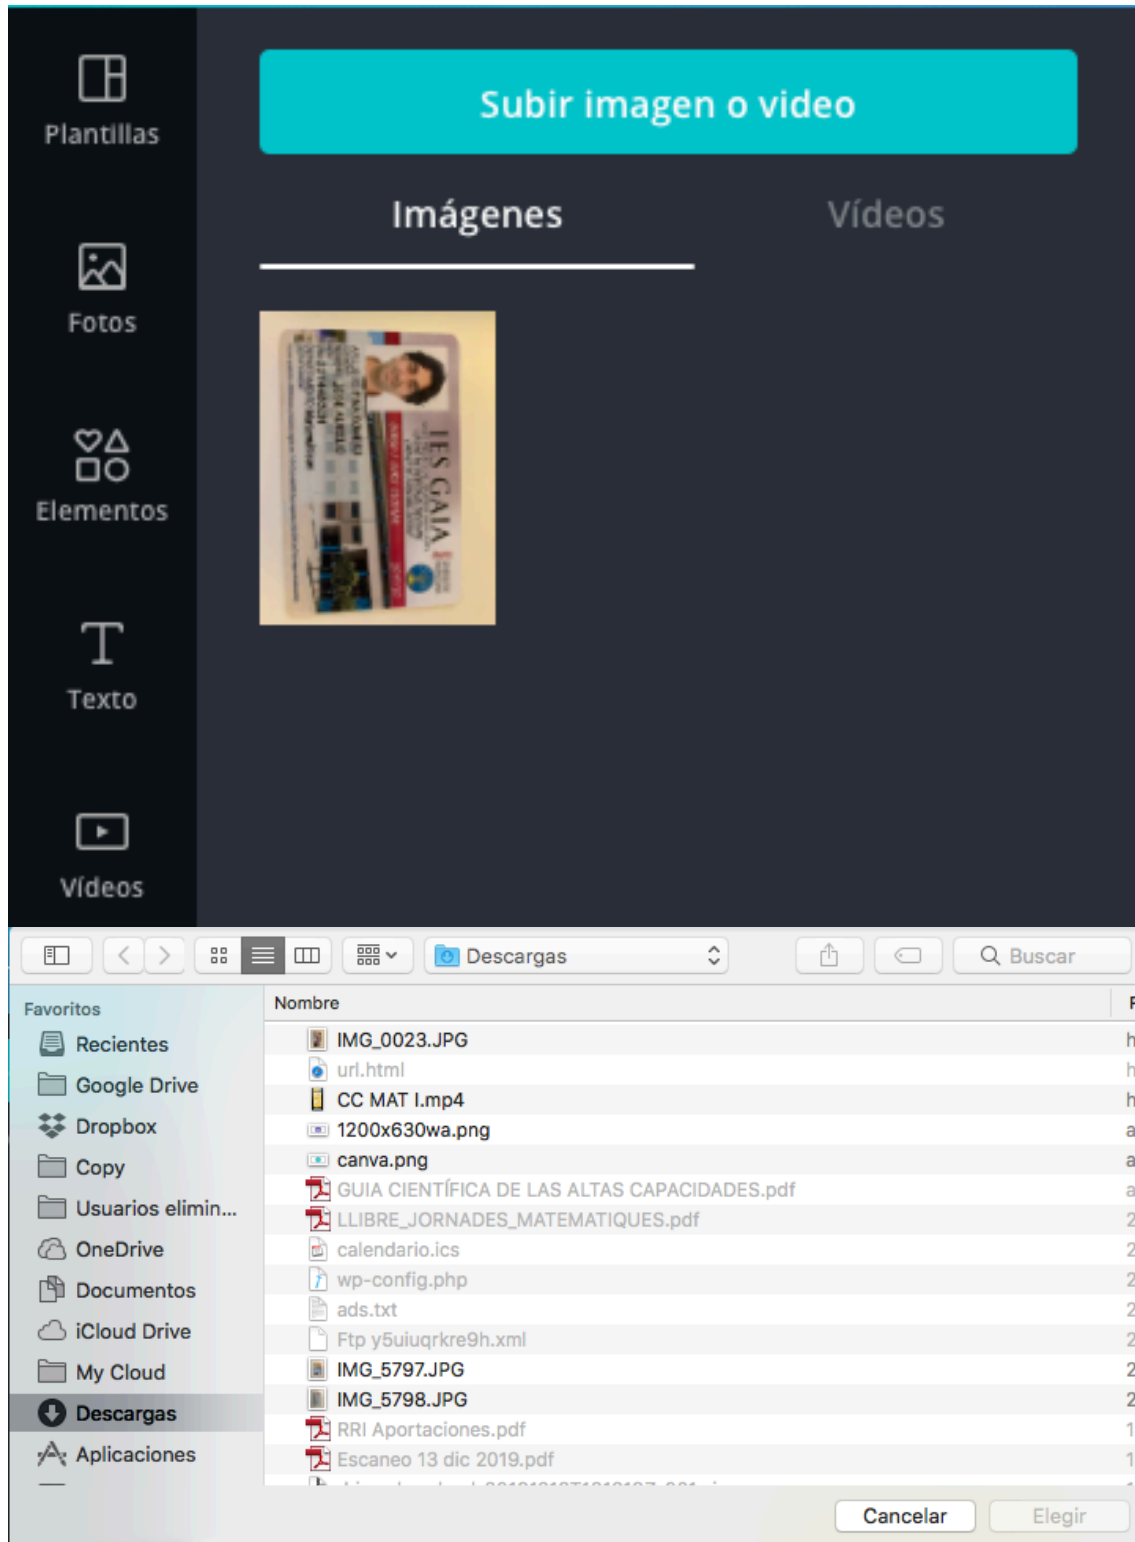 Subir imagen o video
Plantillas
Imágenes
Vídeos
Fotos
IES GAIA
Elementos
Texto
Vídeos
Descargas
Buscar
Favoritos
Nombre
Recientes
IMG_0023.JPG
url.html
Google Drive
CC MAT I.mp4
Dropbox
1200x630wa.png
canva.png
Copy
GUIA CIENTÍFICA DE LAS ALTAS CAPACIDADES.pdf
Usuarios elimin...
LLIBRE_JORNADES_MATEMATIQUES.pdf
OneDrive
calendario.ics
Documentos
wp-config.php
ads.txt
iCloud Drive
Ftp y5uiuqrkre9h.xml
My Cloud
IMG_5797.JPG
Descargas
IMG_5798.JPG
RRI Aportaciones.pdf
Aplicaciones
Escaneo 13 dic 2019.pdf
Cancelar
Elegir